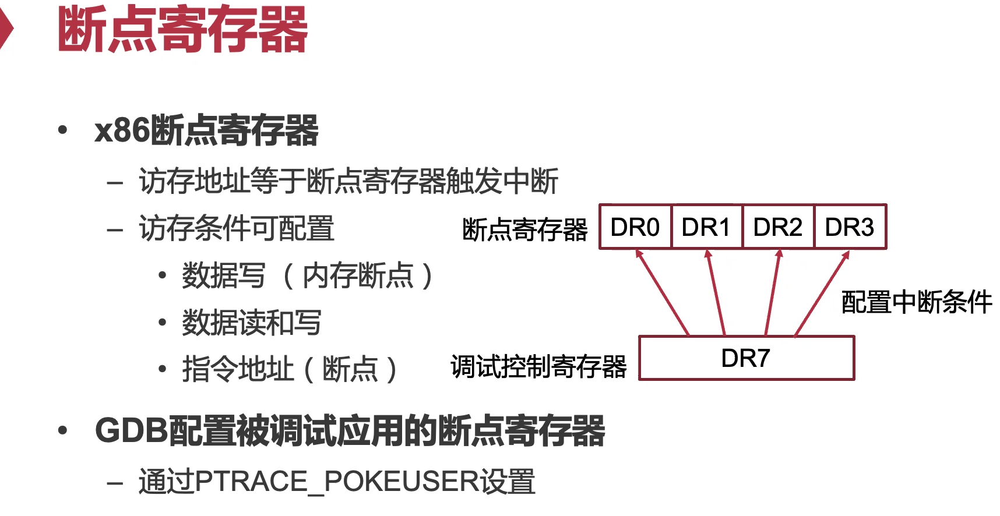 断点寄存器
• x86断点寄存器
– 访存地址等于断点寄存器触发中断
– 访存条件可配置
• 数据写（内存断点）
• 数据读和写
• 指令地址（断点）
断点寄存器 DR0 DR1 DR2 DR3
配置中断条件
调试控制寄存器 DR7
• GDB配置被调试应用的断点寄存器
– 通过PTRACE_POKEUSER设置